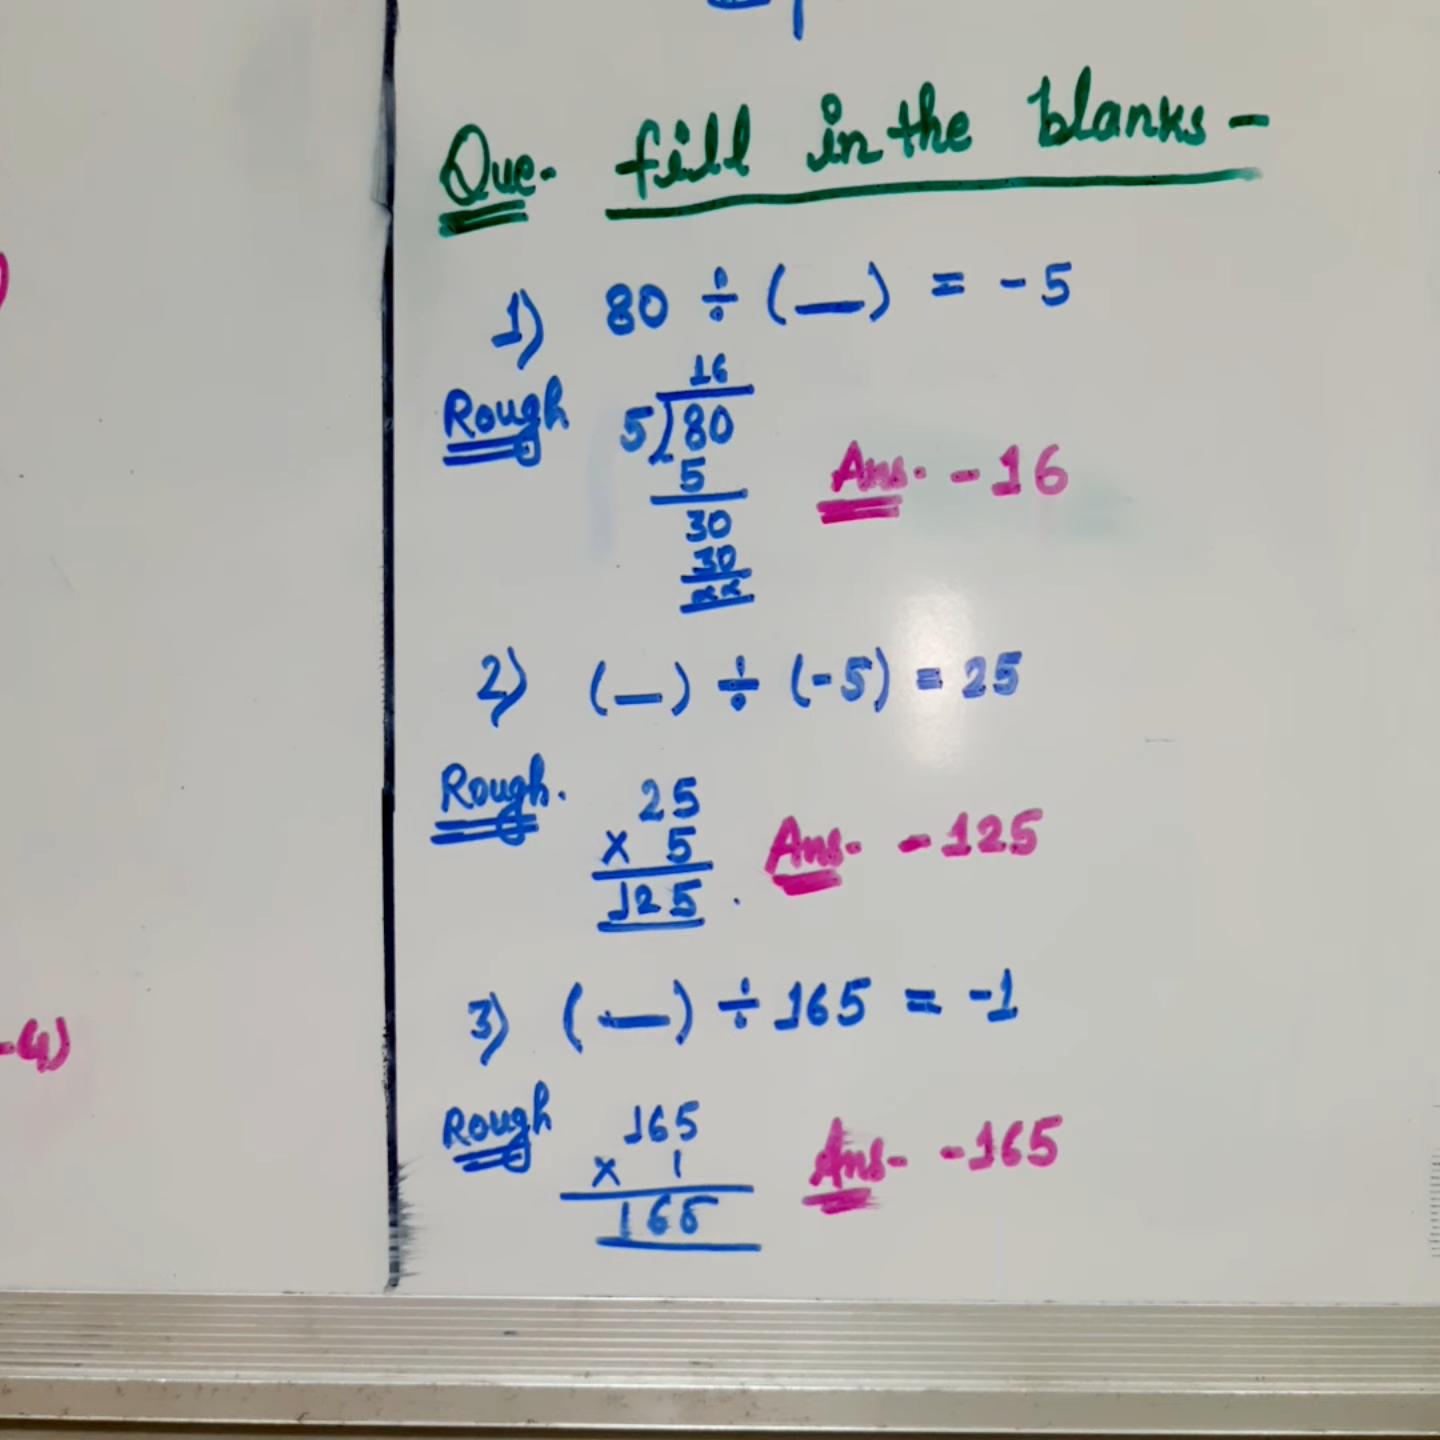 Que. fill in the blanks -
1) 80 ÷ (__) = -5
Rough
16
5)80
5
30
30
xx
Ans. -16
2) (__) ÷ (-5) = 25
Rough.
25
x 5
125.
Ans- -125
3) (__) ÷ 165 = -1
Rough
165
x 1
165
Ans- -165
-4)